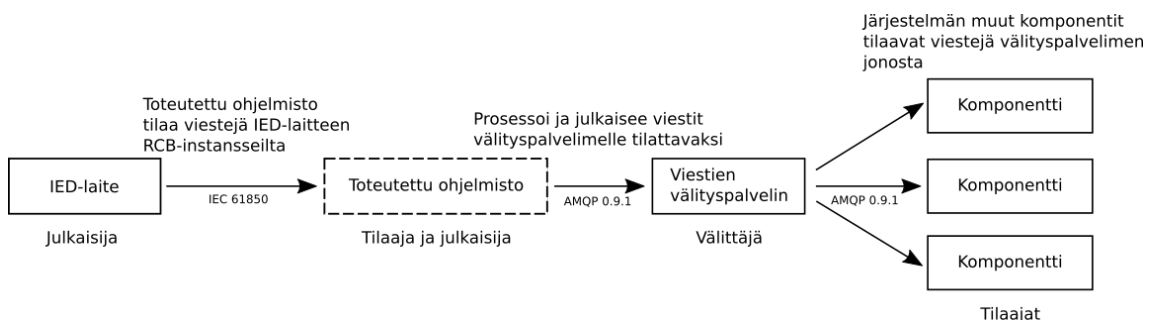 Järjestelmän muut komponentit
tilaavat viestejä välityspalvelimen
jonosta
Toteutettu ohjelmisto
tilaa viestejä IED-laitteen
RCB-instansseilta
Prosessoi ja julkaisee viestit
välityspalvelimelle tilattavaksi
IED-laite
IEC 61850
Toteutettu ohjelmisto
AMQP 0.9.1
Viestien
välityspalvelin
AMQP 0.9.1
Komponentti
Komponentti
Komponentti
Julkaisija
Tilaaja ja julkaisija
Välittäjä
Tilaajat